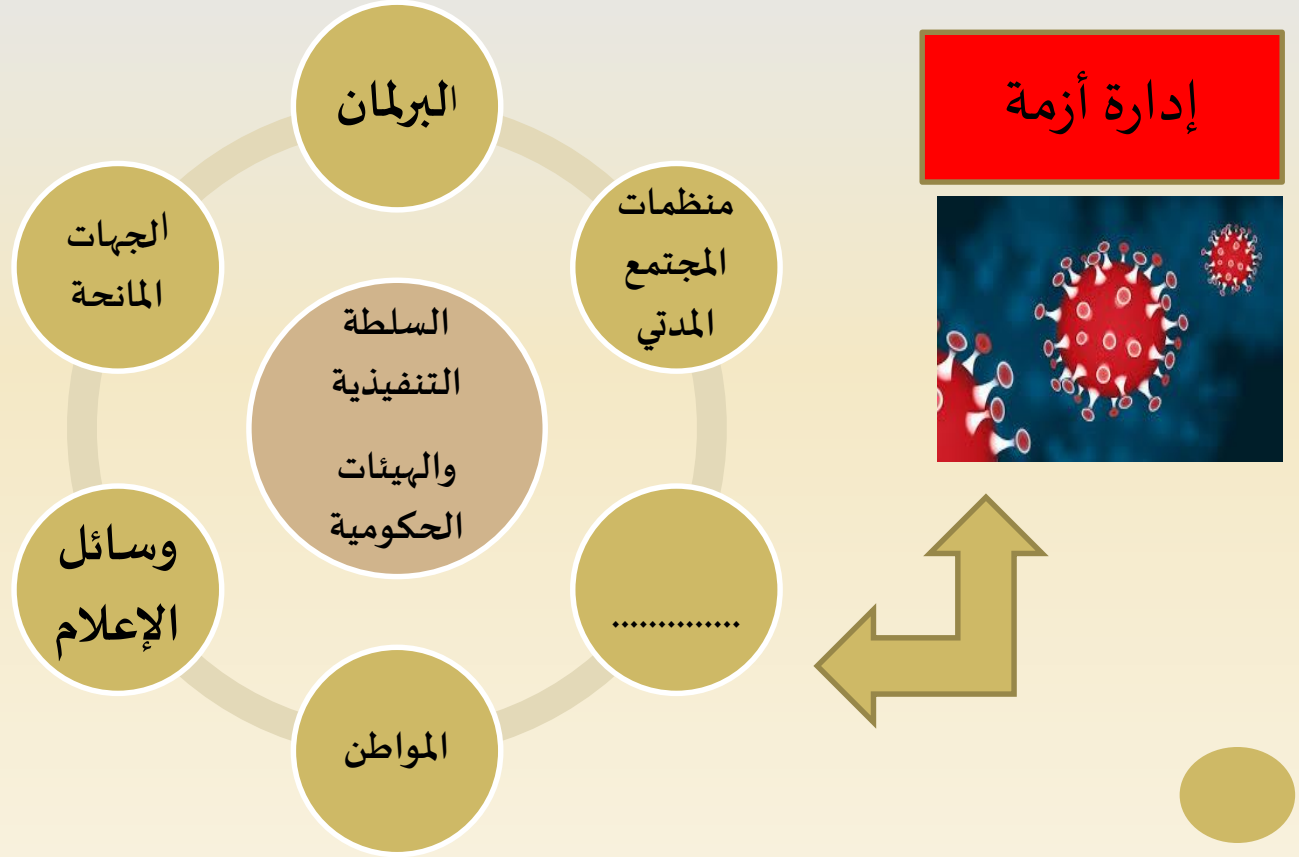 إدارة أزمة
البرلمان
منظمات
المجتمع
المدتي
..............
المواطن
وسائل
الإعلام
الجهات
المانحة
السلطة
التنفيذية
والهيئات
الحكومية